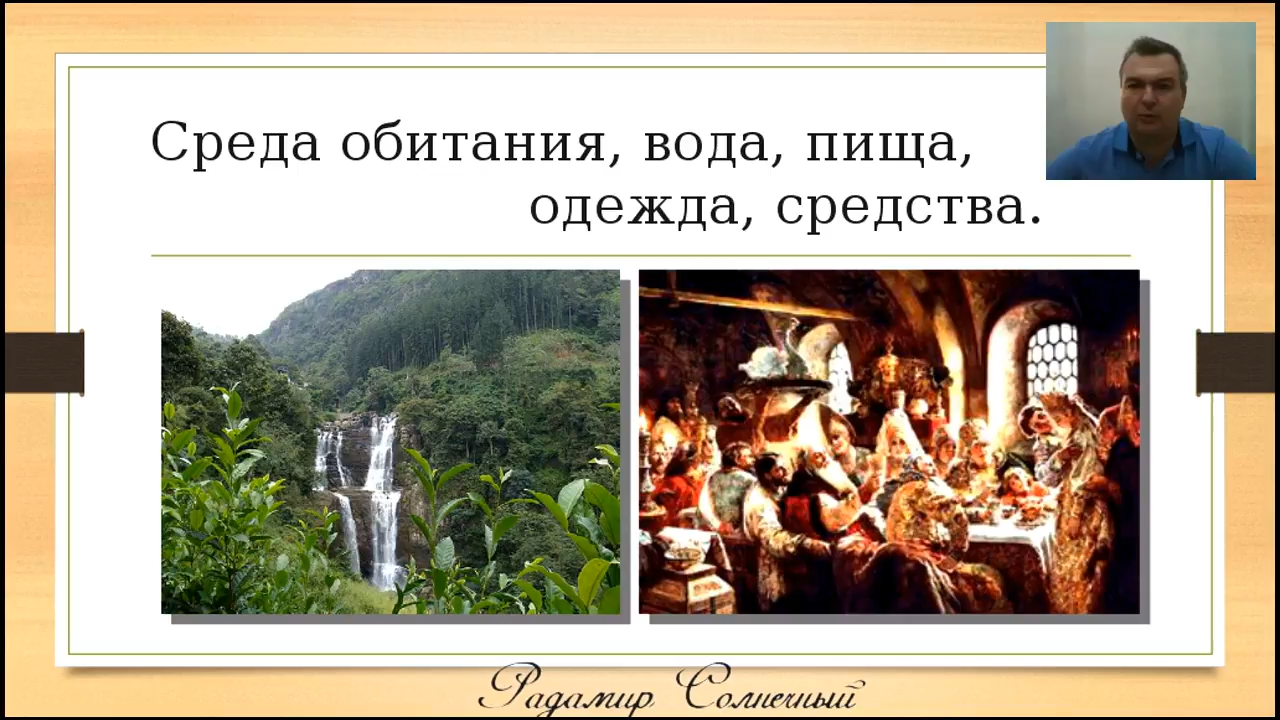 Среда обитания, вода, пища,
одежда, средства.
Радамир Солнечный